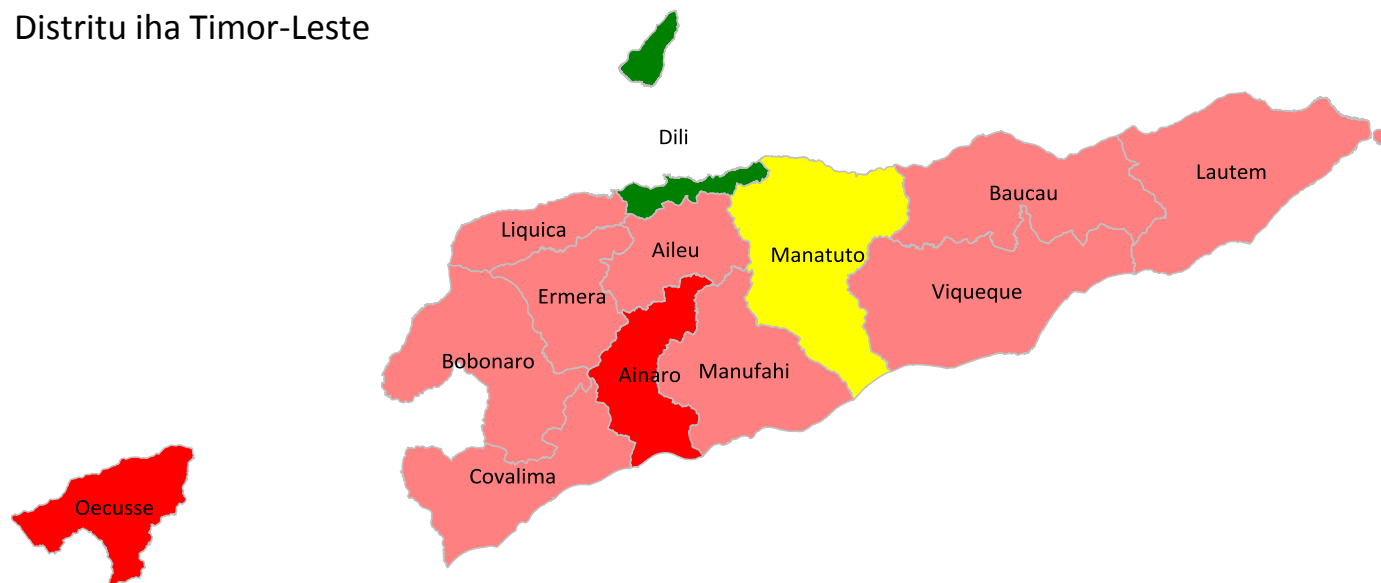 Distritu iha Timor-Leste
Dili
Lautem
Baucau
Liquica
Aileu
Manatuto
Ermera
Viqueque
Bobonaro
Ainaro
Manufahi
Covalima
Oecusse